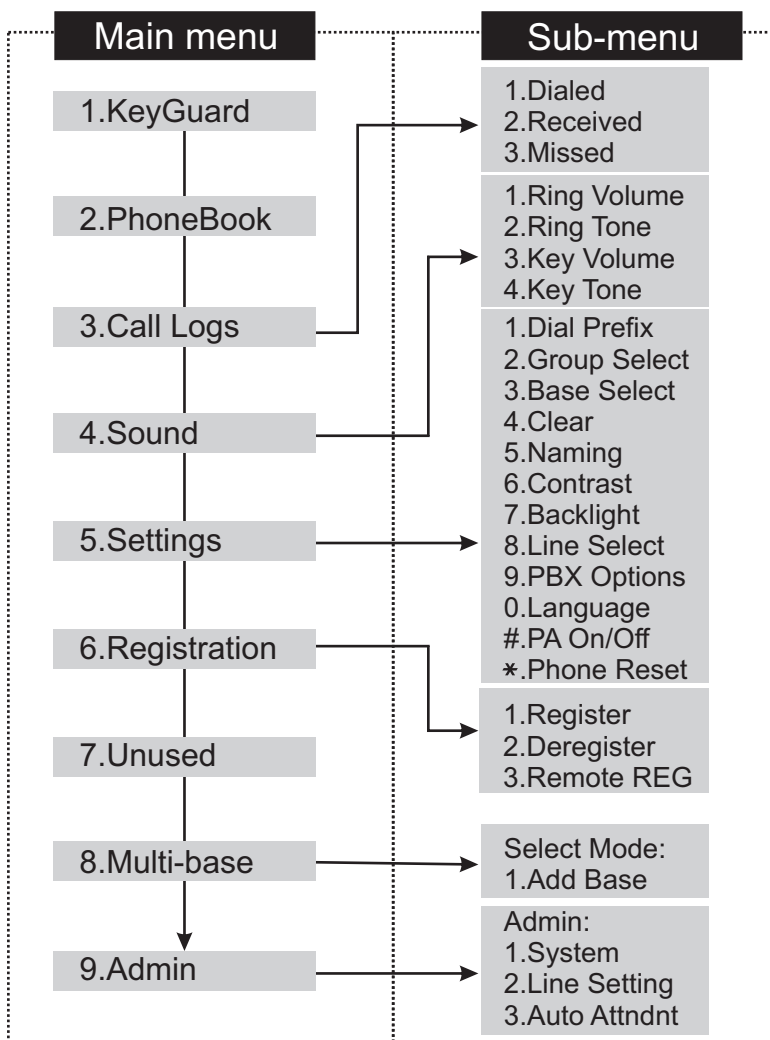 Main menu
1.KeyGuard
2.PhoneBook
3.Call Logs
4.Sound
5.Settings
6.Registration
7.Unused
8.Multi-base
9.Admin
Sub-menu
1.Dialed
2.Received
3.Missed
1.Ring Volume
2.Ring Tone
3.Key Volume
4.Key Tone
1.Dial Prefix
2.Group Select
3.Base Select
4.Clear
5.Naming
6.Contrast
7.Backlight
8.Line Select
9.PBX Options
0.Language
#.PA On/Off
*.Phone Reset
1.Register
2.Deregister
3.Remote REG
Select Mode:
1.Add Base
Admin:
1.System
2.Line Setting
3.Auto Attndnt